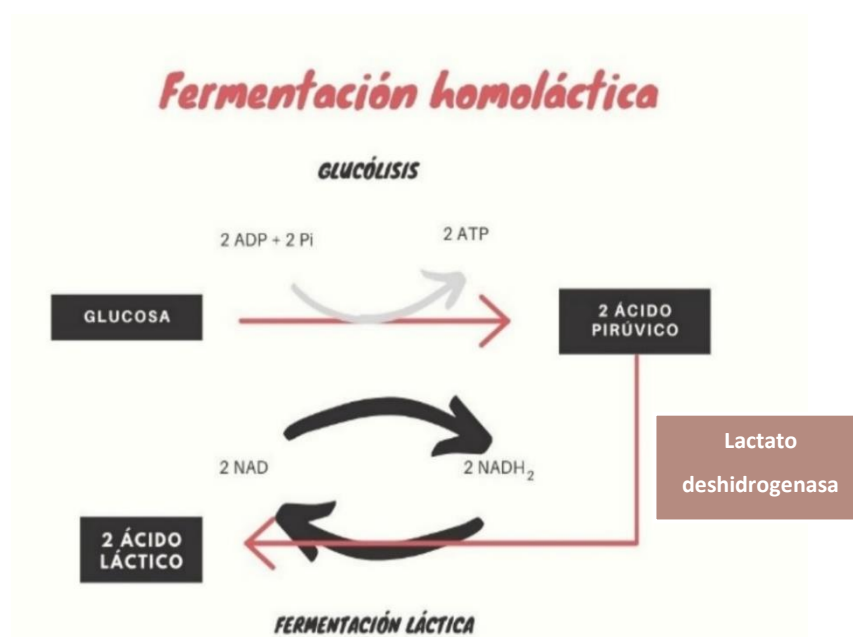 Fermentación homoláctica
GLUCÓLISIS
2 ADP + 2 Pi
2 ATP
GLUCOSA
2 ÁCIDO
PIRÚVICO
Lactato
deshidrogenasa
2 NAD
2 NADH₂
2 ÁCIDO
LÁCTICO
FERMENTACIÓN LÁCTICA